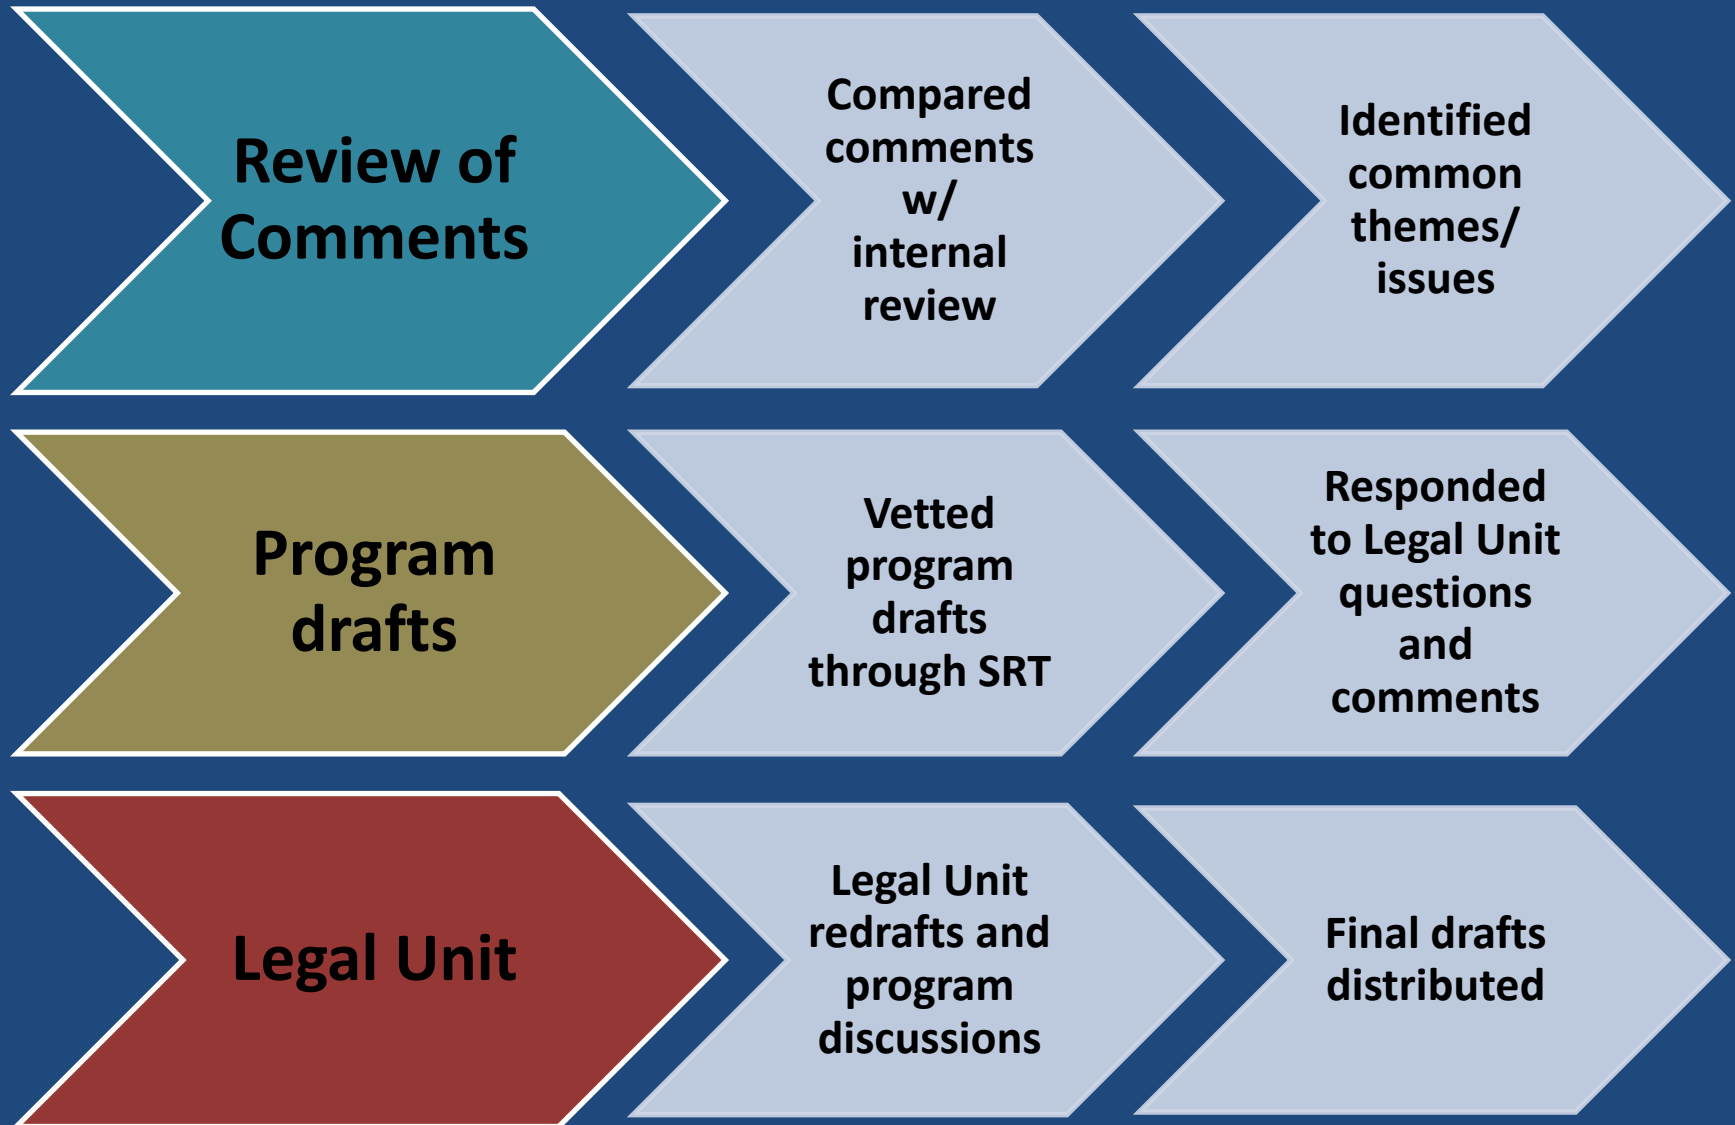 Review of
Comments
Compared
comments
w/
internal
review
Identified
common
themes/
issues
Program
drafts
Vetted
program
drafts
through SRT
Responded
to Legal Unit
questions
and
comments
Legal Unit
Legal Unit
redrafts and
program
discussions
Final drafts
distributed